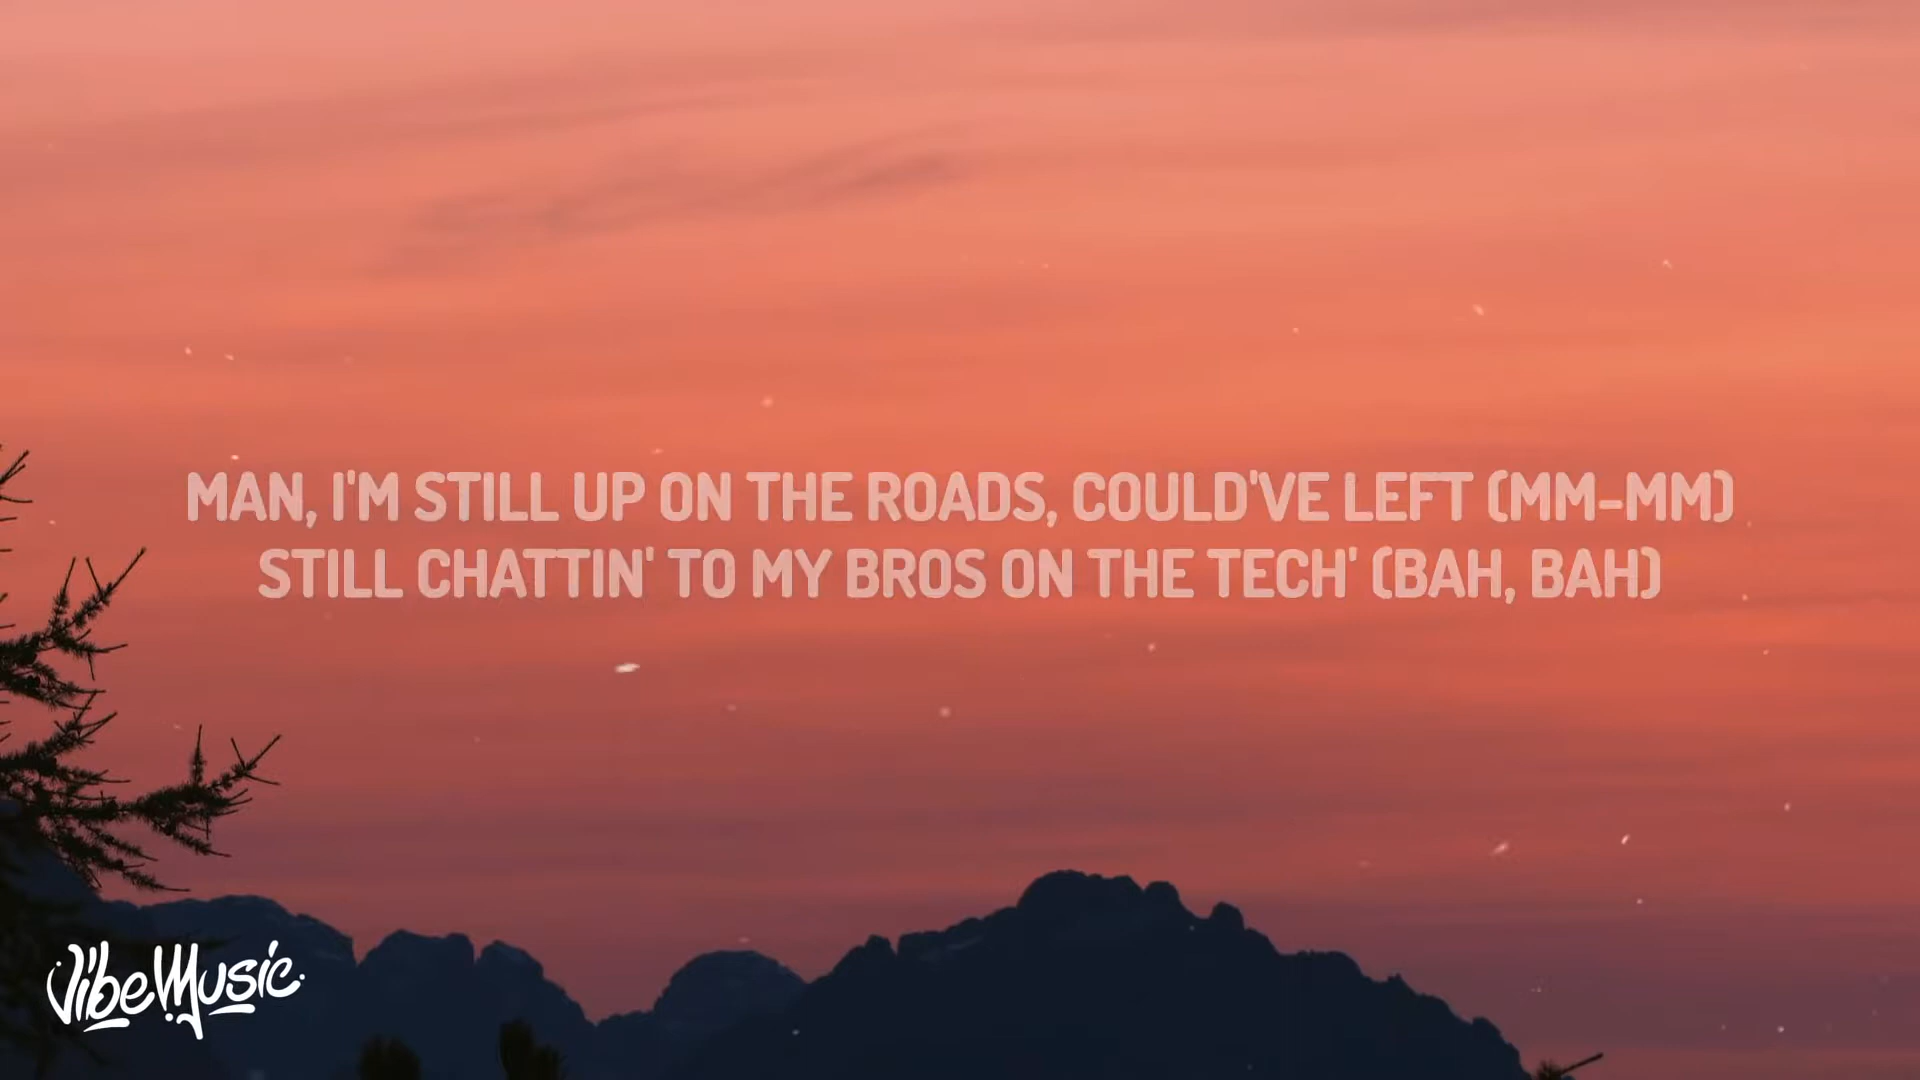 MAN, I'M STILL UP ON THE ROADS, COULD'VE LEFT (MM-MM)
STILL CHATTIN' TO MY BROS ON THE TECH' (BAH, BAH)
VibeMusic